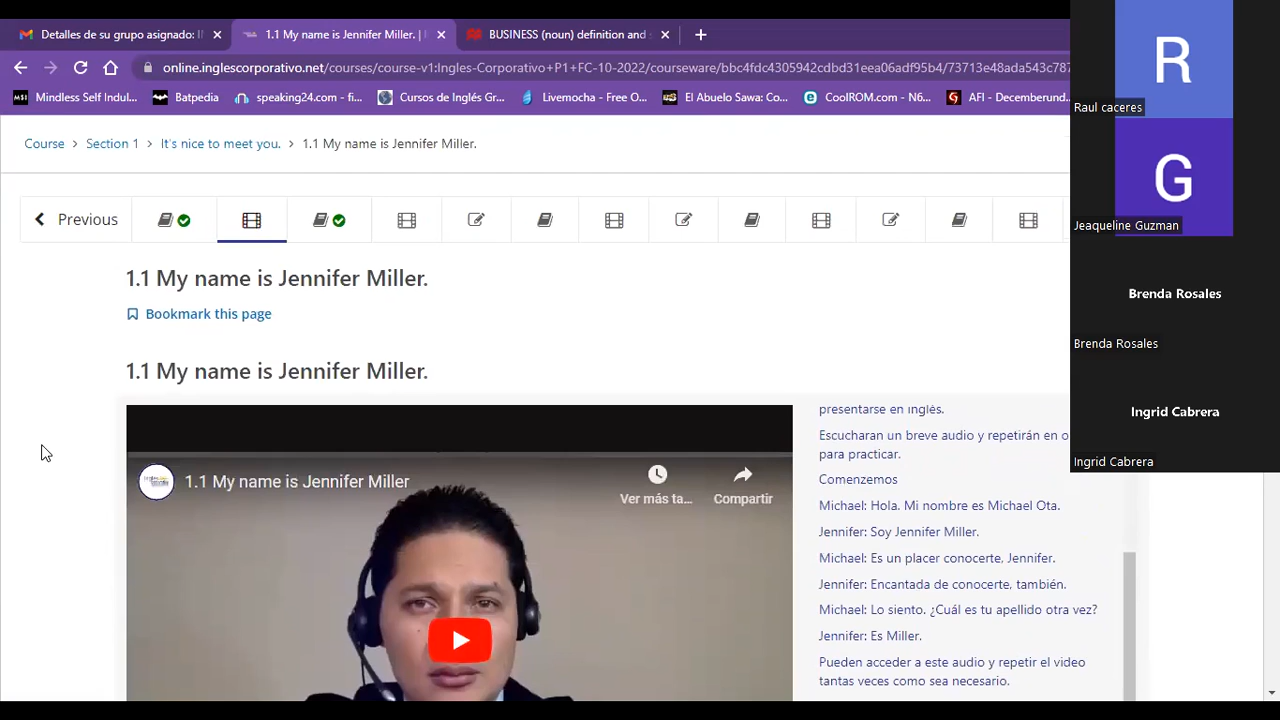 Detalles de su grupo asignado: I
1.1 My name is Jennifer Miller. |
BUSINESS (noun) definition and s
online.inglescorporativo.net/courses/course-v1:Ingles-Corporativo+P1+FC-10-2022/courseware/bbc4fdc4305942cdbd31eea06adf95b4/73713e48ada543c787
Mindless Self Indul...
Batpedia
speaking24.com - fi...
Cursos de Inglés Gr...
Livemocha - Free O...
El Abuelo Sawa: Co...
CoolROM.com - N6...
AFI - Decemberund...
Course > Section 1 > It's nice to meet you. > 1.1 My name is Jennifer Miller.
Previous
1.1 My name is Jennifer Miller.
Bookmark this page
1.1 My name is Jennifer Miller.
1.1 My name is Jennifer Miller
Ver más ta...
Compartir
presentarse en inglés.
Escucharan un breve audio y repetirán en o
para practicar.
Comenzemos
Michael: Hola. Mi nombre es Michael Ota.
Jennifer: Soy Jennifer Miller.
Michael: Es un placer conocerte, Jennifer.
Jennifer: Encantada de conocerte, también.
Michael: Lo siento. ¿Cuál es tu apellido otra vez?
Jennifer: Es Miller.
Pueden acceder a este audio y repetir el video
tantas veces como sea necesario.
R
Raul caceres
G
Jeaqueline Guzman
Brenda Rosales
Brenda Rosales
Ingrid Cabrera
Ingrid Cabrera